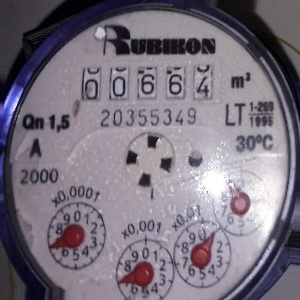 RUBIKON
00664 m³
Qn 1,5 20355349 LT 1-269
1995
A 30°C
2000
x0,0001
x0,001
x0,01